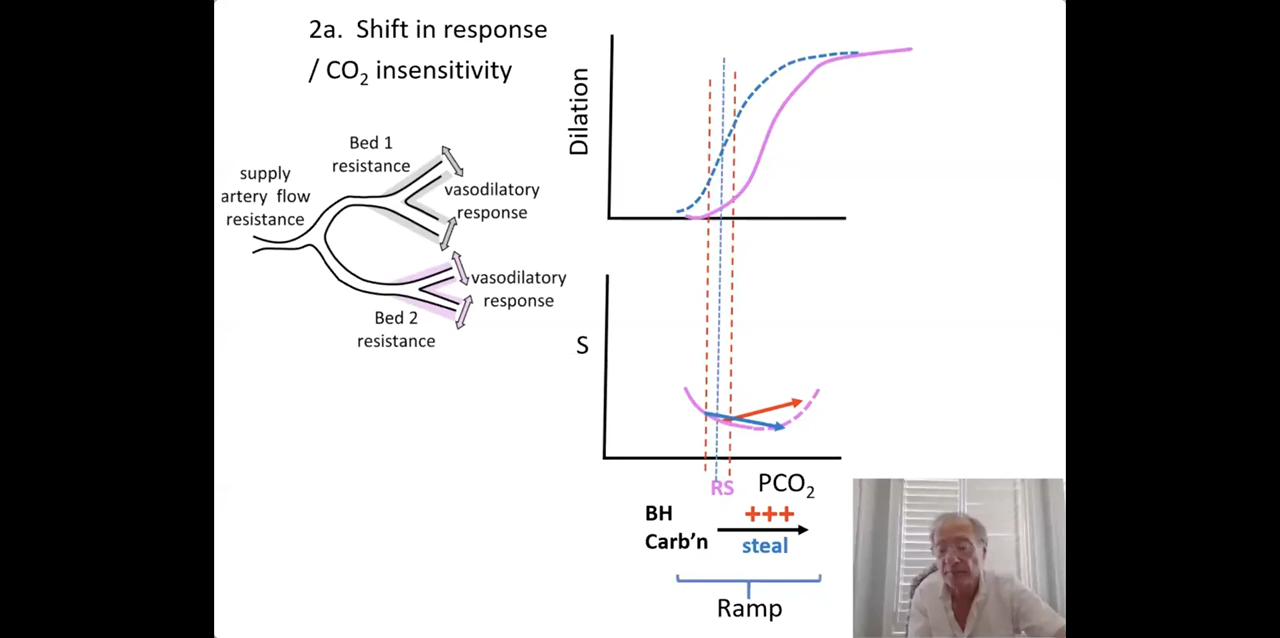 2a. Shift in response
/ CO₂ insensitivity
Dilation
Bed 1
resistance
supply
artery flow
resistance
vasodilatory
response
vasodilatory
response
Bed 2
resistance
S
RS
PCO₂
BH
+++
Carb'n
steal
Ramp